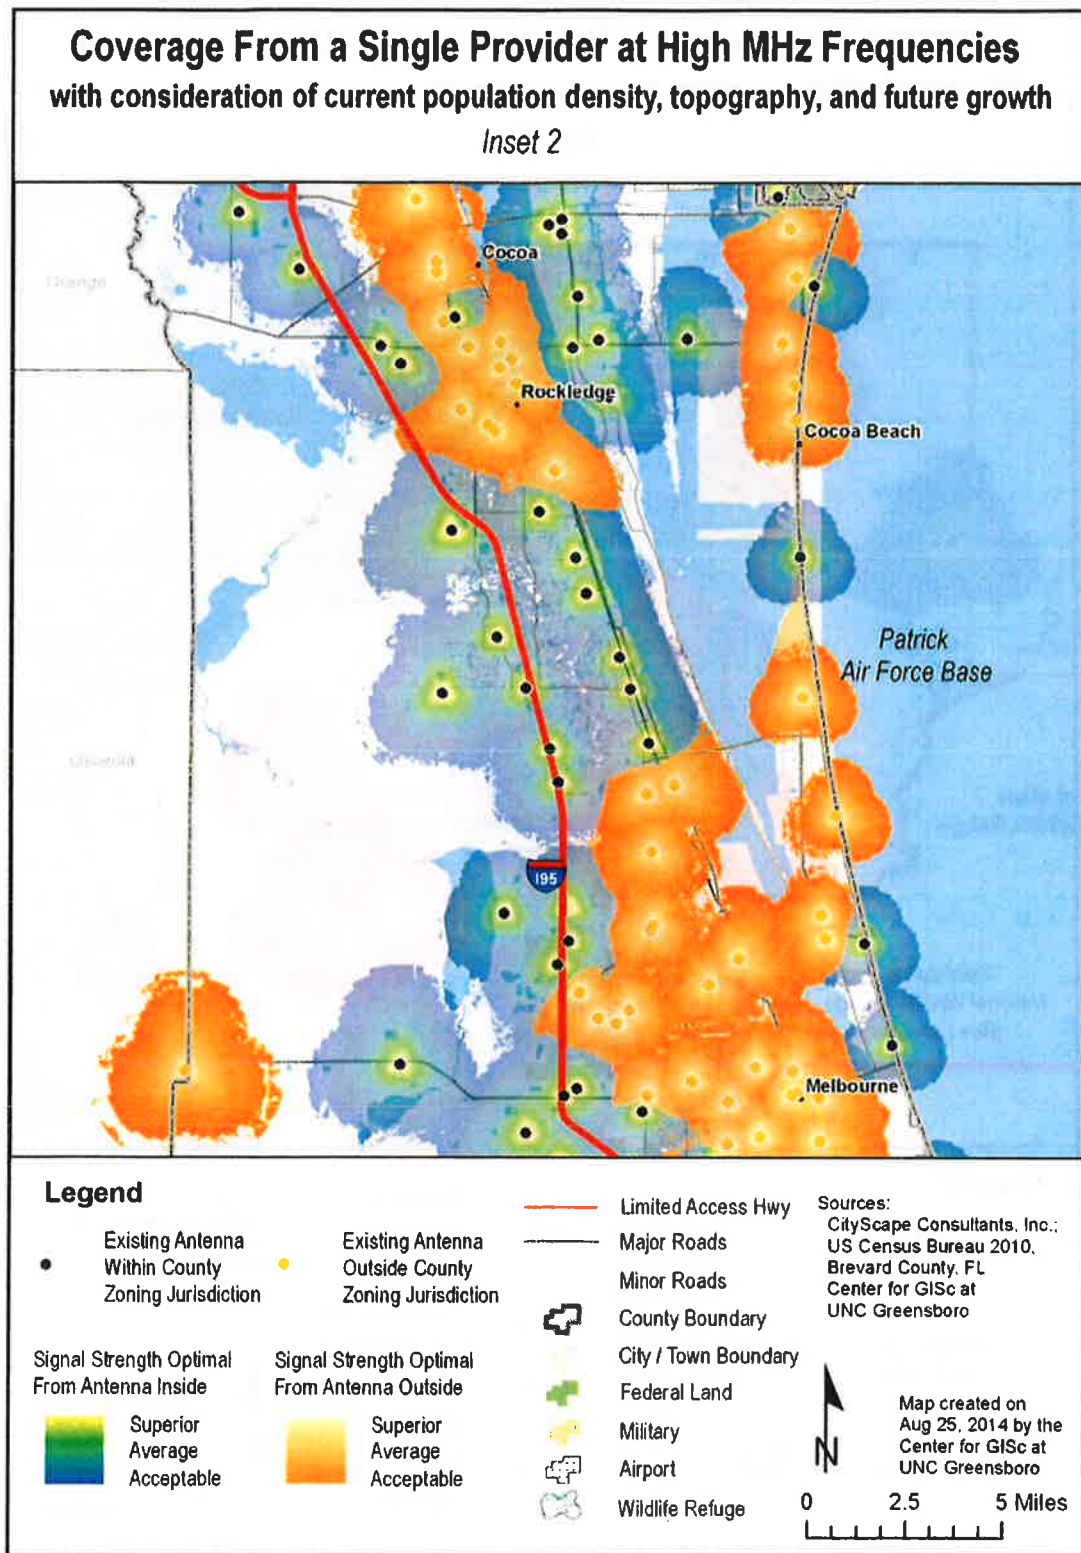 Coverage From a Single Provider at High MHz Frequencies
with consideration of current population density, topography, and future growth
Inset 2
Orange
Cocoa
Rockledge
Cocoa Beach
Patrick
Air Force Base
Osceola
195
Melbourne
Legend
Existing Antenna
Within County
Zoning Jurisdiction
Existing Antenna
Outside County
Zoning Jurisdiction
Signal Strength Optimal
From Antenna Inside
Superior
Average
Acceptable
Signal Strength Optimal
From Antenna Outside
Superior
Average
Acceptable
Limited Access Hwy
Major Roads
Minor Roads
County Boundary
City / Town Boundary
Federal Land
Military
Airport
Wildlife Refuge
Sources:
CityScape Consultants, Inc.;
US Census Bureau 2010,
Brevard County, FL
Center for GISc at
UNC Greensboro
N
Map created on
Aug 25, 2014 by the
Center for GISc at
UNC Greensboro
0 2.5 5 Miles